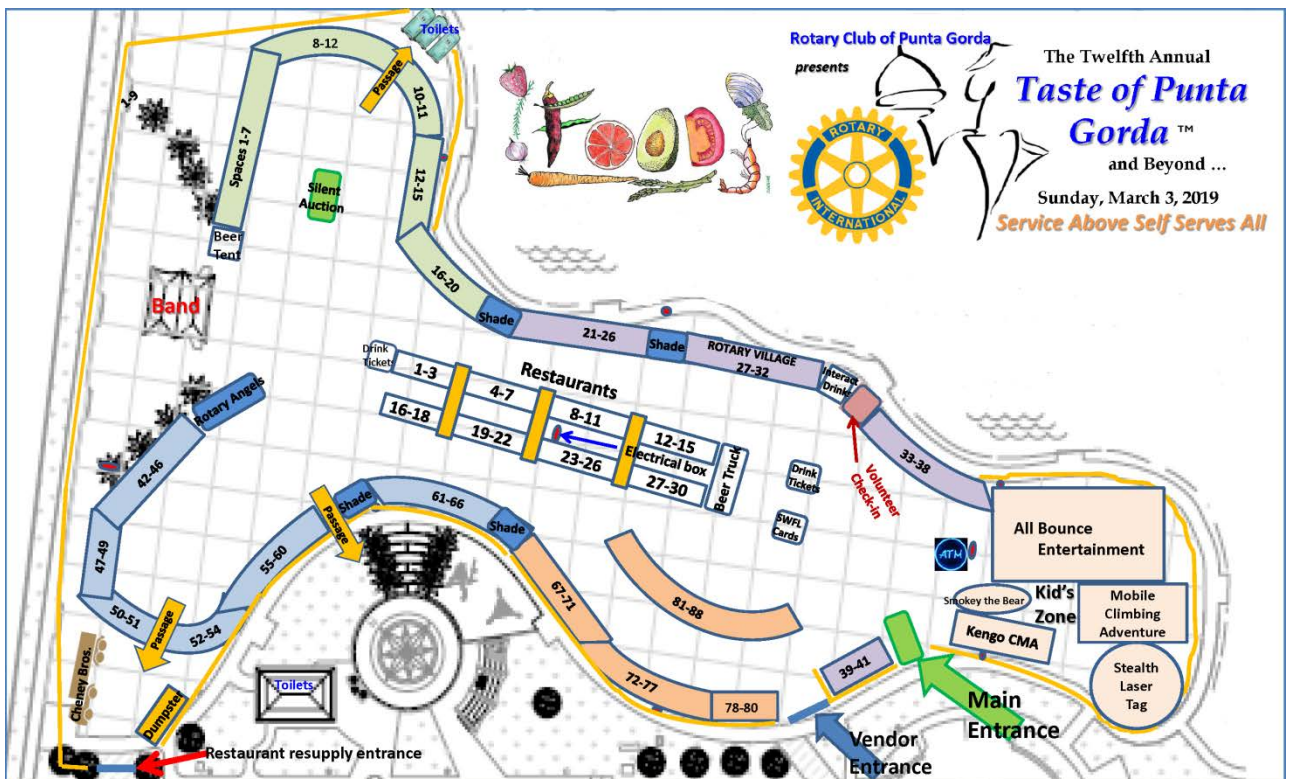 Rotary Club of Punta Gorda
presents
ROTARY
INTERNATIONAL
The Twelfth Annual
Taste of Punta
Gorda ™
and Beyond ...
Sunday, March 3, 2019
Service Above Self Serves All
Foods
Toilets
8-12
Passage
10-11
1-9
Spaces 1-7
Silent
Auction
12-15
Beer
Tent
16-20
Band
Shade
21-26
Shade
ROTARY VILLAGE
27-32
Interact
Drinks
Drink
Tickets
Restaurants
1-3
4-7
8-11
12-15
16-18
19-22
23-26
27-30
Electrical box
Beer Truck
Drink
Tickets
SWFL
Cards
Volunteer
Check-in
33-38
Rotary Angels
42-46
47-49
50-51
Passage
52-54
55-60
Passage
Shade
61-66
Shade
67-71
72-77
78-80
81-88
39-41
All Bounce
Entertainment
ATM
Smokey the Bear
Kid's
Zone
Mobile
Climbing
Adventure
Kengo CMA
Stealth
Laser
Tag
Main
Entrance
Vendor
Entrance
Cheney Bros.
Dumpster
Toilets
Restaurant resupply entrance